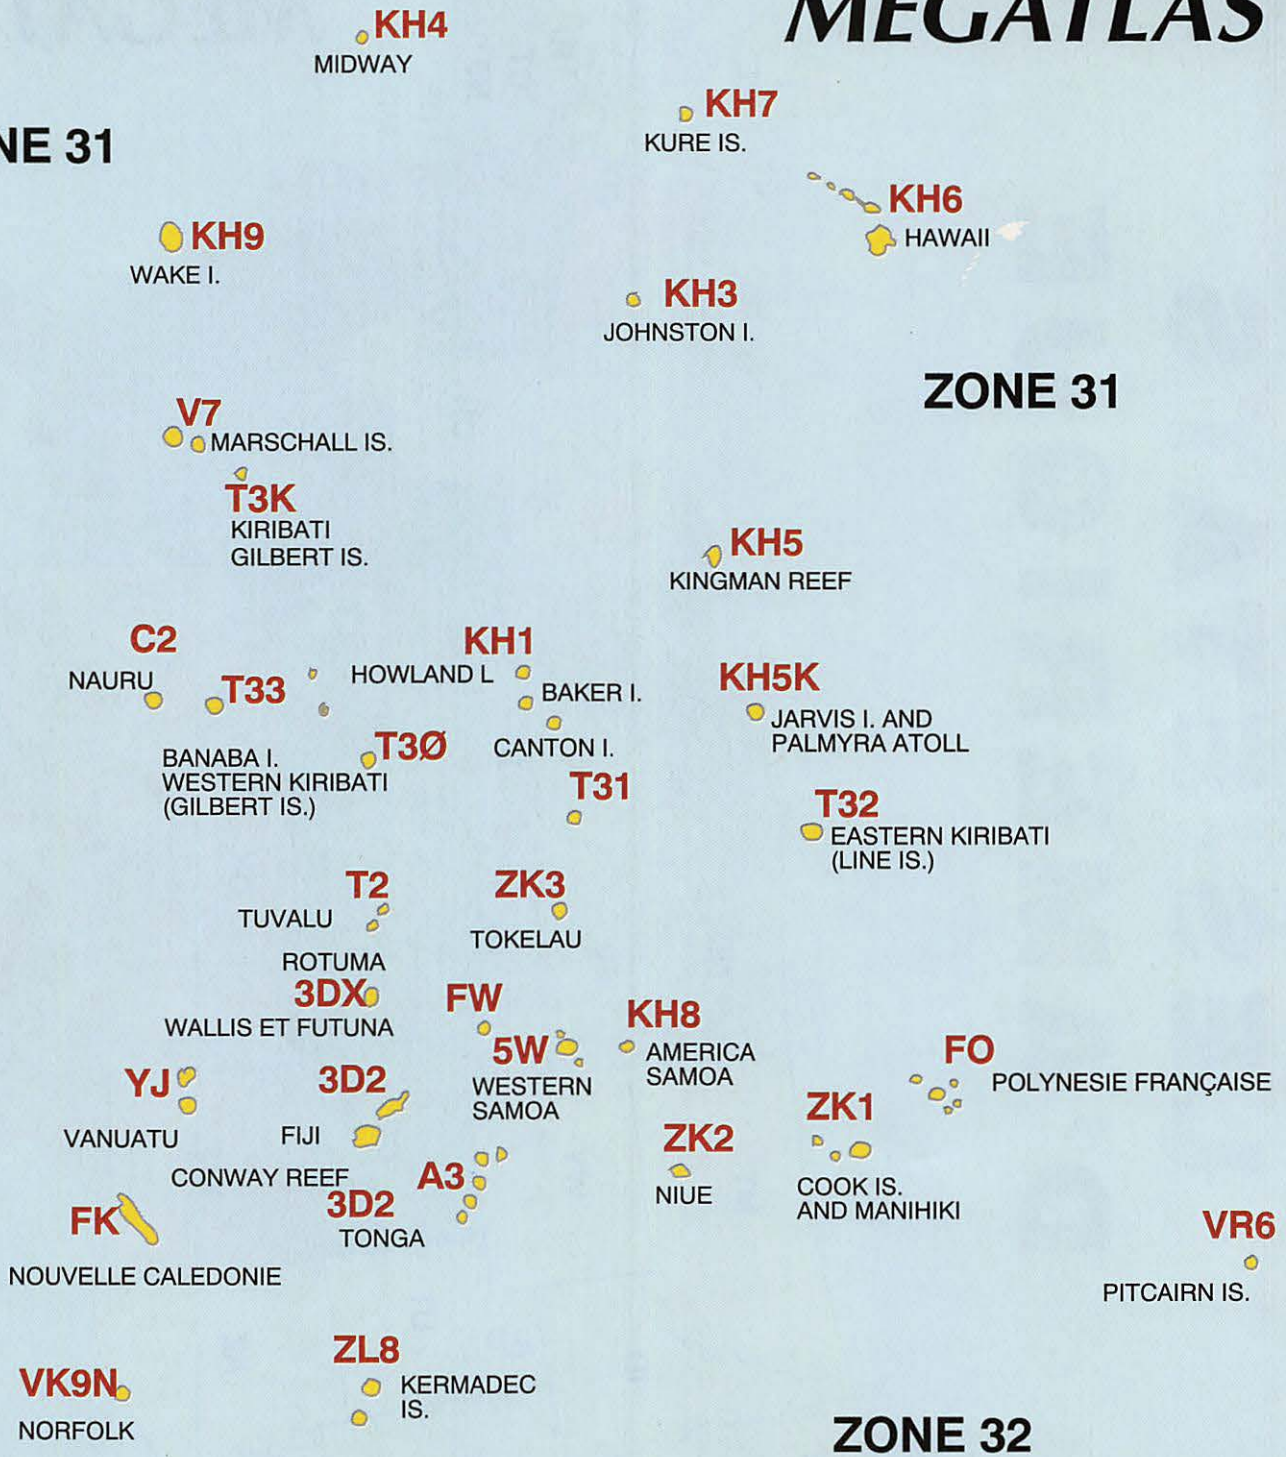 MEGATLAS
KH4
MIDWAY
KH7
KURE IS.
NE 31
KH6
HAWAII
KH9
WAKE I.
KH3
JOHNSTON I.
ZONE 31
V7
MARSCHALL IS.
T3K
KIRIBATI
GILBERT IS.
KH5
KINGMAN REEF
C2
NAURU
T33
BANABA I.
WESTERN KIRIBATI
(GILBERT IS.)
KH1
HOWLAND L
BAKER I.
CANTON I.
T3Ø
T31
KH5K
JARVIS I. AND
PALMYRA ATOLL
T32
EASTERN KIRIBATI
(LINE IS.)
T2
TUVALU
ZK3
TOKELAU
ROTUMA
3DX
WALLIS ET FUTUNA
FW
5W
WESTERN
SAMOA
KH8
AMERICA
SAMOA
FO
POLYNESIE FRANÇAISE
YJ
VANUATU
3D2
FIJI
CONWAY REEF
3D2
A3
TONGA
ZK2
NIUE
ZK1
COOK IS.
AND MANIHIKI
FK
NOUVELLE CALEDONIE
VR6
PITCAIRN IS.
VK9N
NORFOLK
ZL8
KERMADEC
IS.
ZONE 32